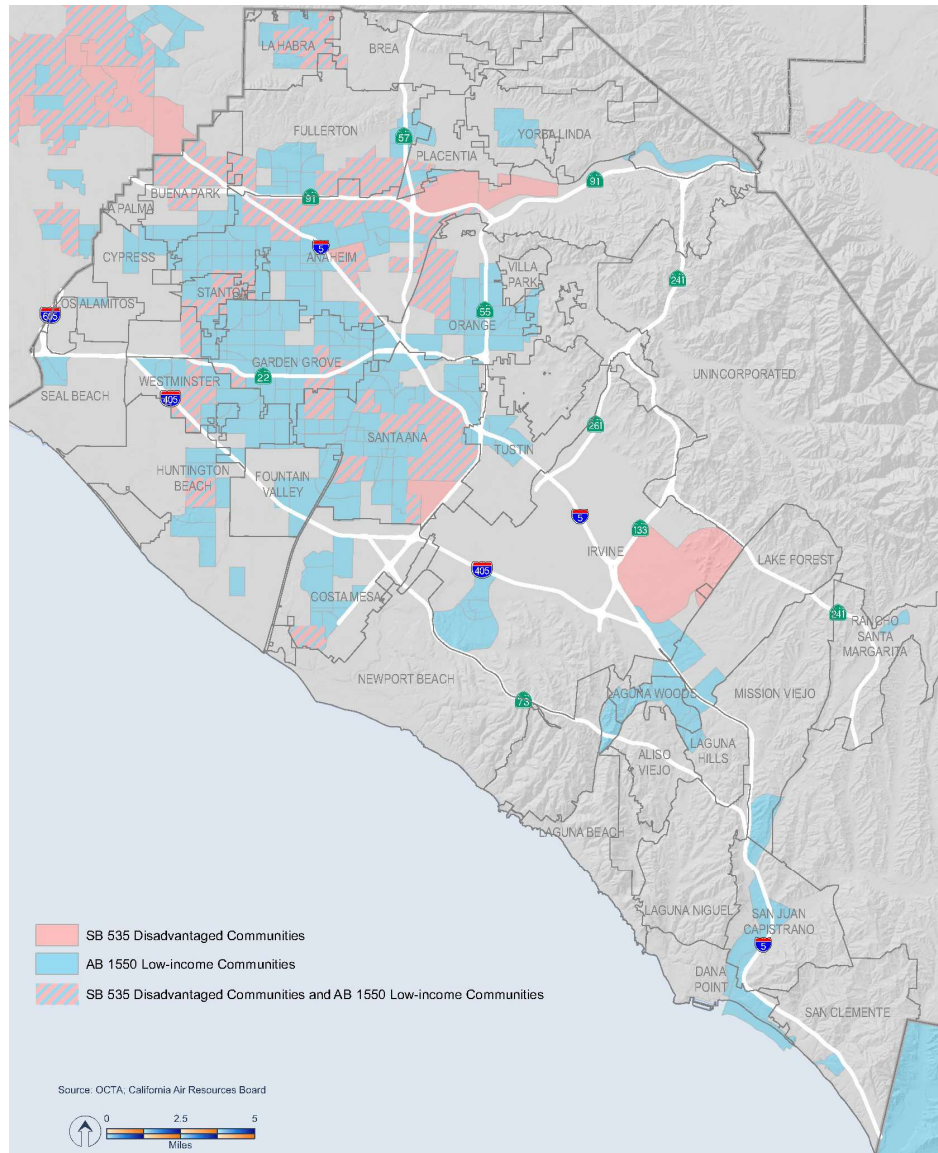 LA HABRA
BREA
FULLERTON
57
YORBA LINDA
PLACENTIA
BUENA PARK
91
91
LA PALMA
5
ANAHEIM
CYPRESS
VILLA
PARK
241
STANTON
LOS ALAMITOS
605
55
ORANGE
GARDEN GROVE
22
WESTMINSTER
UNINCORPORATED
SEAL BEACH
405
261
SANTA ANA
TUSTIN
HUNTINGTON
BEACH
FOUNTAIN
VALLEY
5
133
IRVINE
LAKE FOREST
405
COSTA MESA
241
RANCHO
SANTA
MARGARITA
NEWPORT BEACH
73
LAGUNA WOODS
MISSION VIEJO
LAGUNA
HILLS
ALISO
VIEJO
LAGUNA BEACH
LAGUNA NIGUEL
SAN JUAN
CAPISTRANO
5
DANA
POINT
SAN CLEMENTE
SB 535 Disadvantaged Communities
AB 1550 Low-income Communities
SB 535 Disadvantaged Communities and AB 1550 Low-income Communities
Source: OCTA; California Air Resources Board
0 2.5 5
Miles